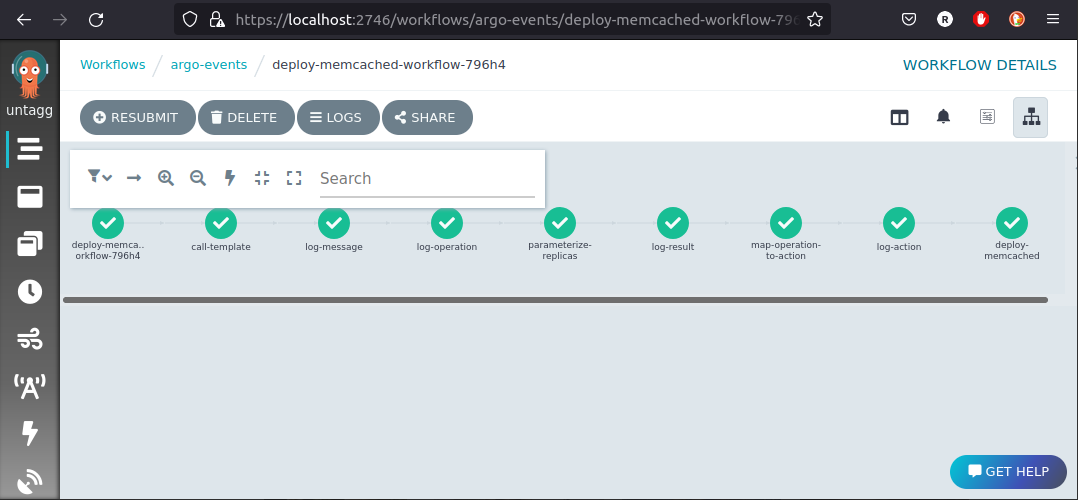 https://localhost:2746/workflows/argo-events/deploy-memcached-workflow-796
untagg
Workflows / argo-events / deploy-memcached-workflow-796h4
WORKFLOW DETAILS
RESUBMIT
DELETE
LOGS
SHARE
Search
deploy-memca..
orkflow-796h4
call-template
log-message
log-operation
parameterize-
replicas
log-result
map-operation-
to-action
log-action
deploy-
memcached
GET HELP